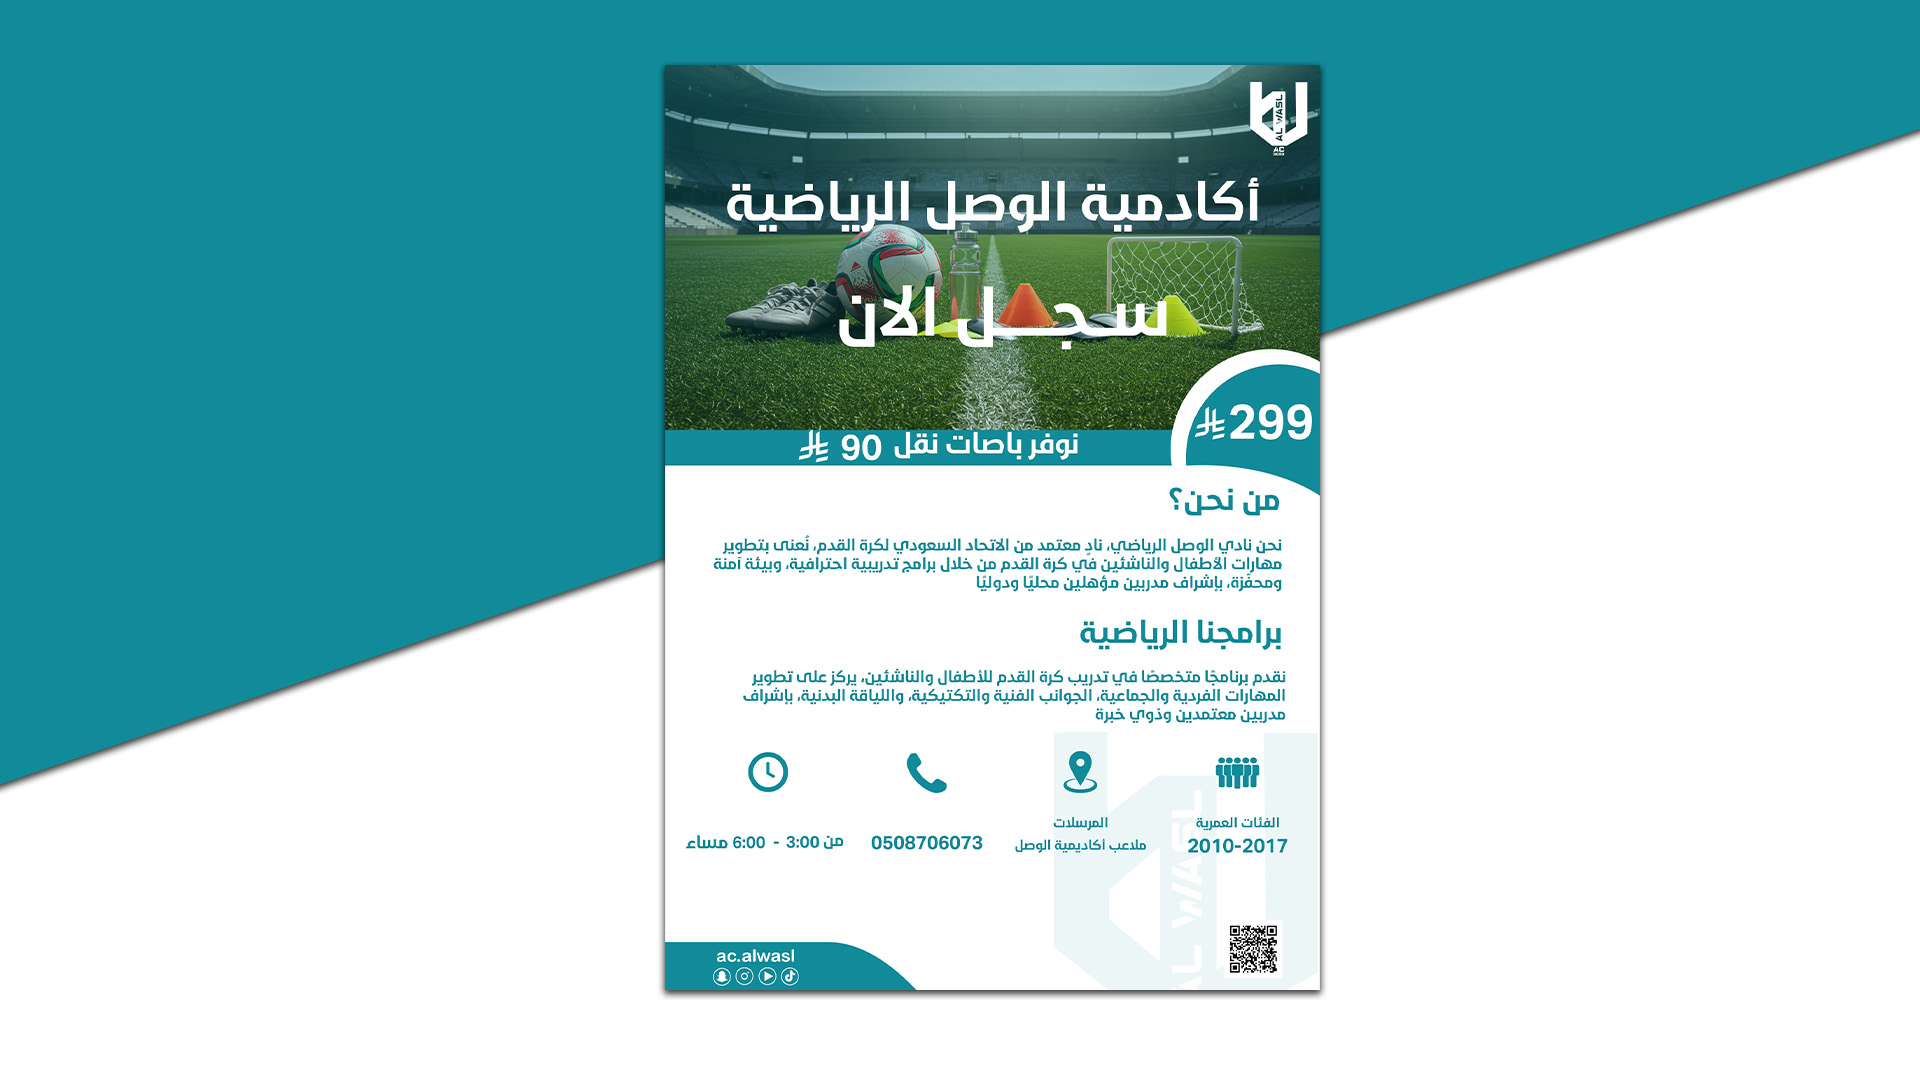 AL WASL
AC
أكادمية الوصل الرياضية
سجـــل الان
299
نوفر باصات نقل 90
من نحن؟
نحن نادي الوصل الرياضي، نادٍ معتمد من الاتحاد السعودي لكرة القدم، نُعنى بتطوير
مهارات الأطفال والناشئين في كرة القدم من خلال برامج تدريبية احترافية، وبيئة آمنة
ومحفّزة، بإشراف مدربين مؤهلين محليًا ودوليًا
برامجنا الرياضية
نقدم برنامجًا متخصصًا في تدريب كرة القدم للأطفال والناشئين، يركز على تطوير
المهارات الفردية والجماعية، الجوانب الفنية والتكتيكية، واللياقة البدنية، بإشراف
مدربين معتمدين وذوي خبرة
الفئات العمرية
2010-2017
المرسلات
ملاعب أكاديمية الوصل
0508706073
من 3:00 - 6:00 مساء
AL WASL
ac.alwasl